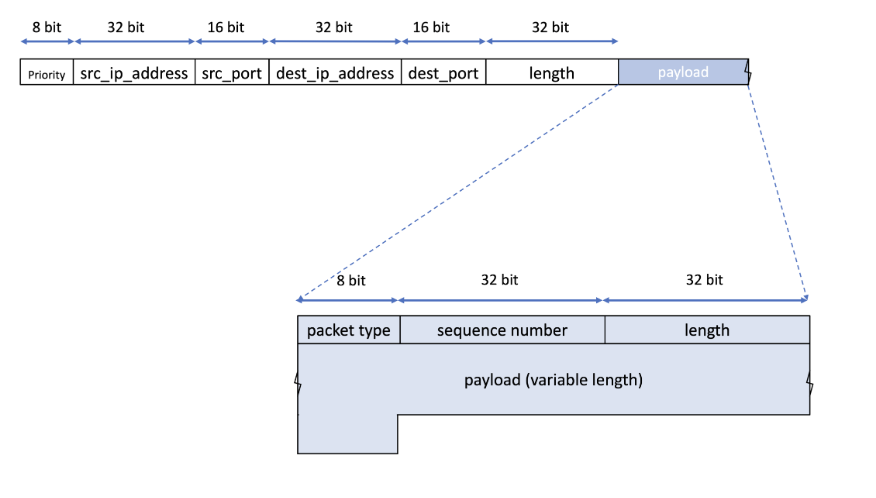 8 bit 32 bit 16 bit 32 bit 16 bit 32 bit
Priority src_ip_address src_port dest_ip_address dest_port length payload
8 bit 32 bit 32 bit
packet type sequence number length
payload (variable length)